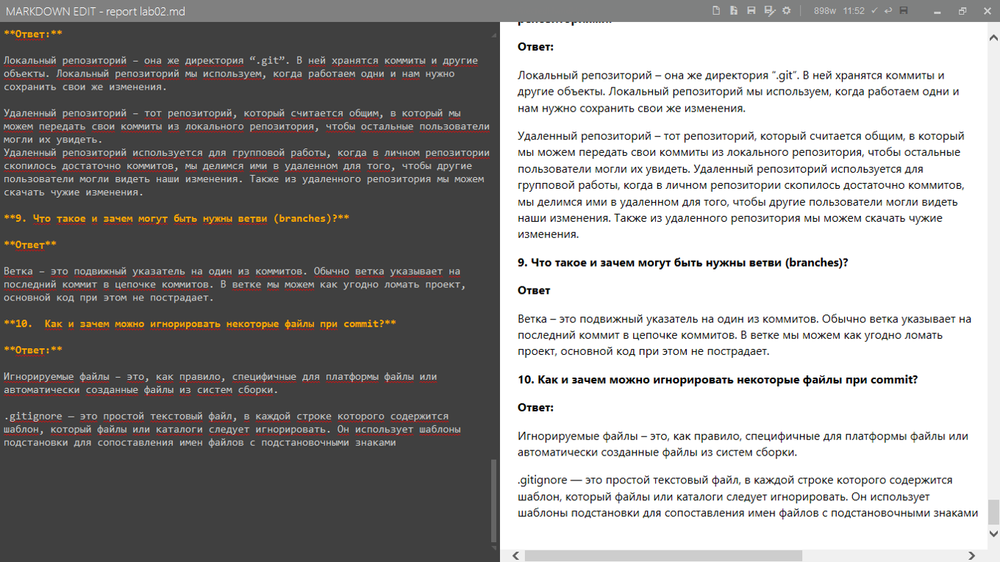 MARKDOWN EDIT - report lab02.md
898w 11:52
**Ответ:**
Локальный репозиторий – она же директория “.git”. В ней хранятся коммиты и другие
объекты. Локальный репозиторий мы используем, когда работаем одни и нам нужно
сохранить свои же изменения.
Удаленный репозиторий – тот репозиторий, который считается общим, в который мы
можем передать свои коммиты из локального репозитория, чтобы остальные пользователи
могли их увидеть.
Удаленный репозиторий используется для групповой работы, когда в личном репозитории
скопилось достаточно коммитов, мы делимся ими в удаленном для того, чтобы другие
пользователи могли видеть наши изменения. Также из удаленного репозитория мы можем
скачать чужие изменения.
**9. Что такое и зачем могут быть нужны ветви (branches)?**
**Ответ**
Ветка – это подвижный указатель на один из коммитов. Обычно ветка указывает на
последний коммит в цепочке коммитов. В ветке мы можем как угодно ломать проект,
основной код при этом не пострадает.
**10.  Как и зачем можно игнорировать некоторые файлы при commit?**
**Ответ:**
Игнорируемые файлы – это, как правило, специфичные для платформы файлы или
автоматически созданные файлы из систем сборки.
.gitignore — это простой текстовый файл, в каждой строке которого содержится
шаблон, который файлы или каталоги следует игнорировать. Он использует шаблоны
подстановки для сопоставления имен файлов с подстановочными знаками
Ответ:
Локальный репозиторий – она же директория “.git”. В ней хранятся коммиты и
другие объекты. Локальный репозиторий мы используем, когда работаем одни и
нам нужно сохранить свои же изменения.
Удаленный репозиторий – тот репозиторий, который считается общим, в который
мы можем передать свои коммиты из локального репозитория, чтобы остальные
пользователи могли их увидеть. Удаленный репозиторий используется для
групповой работы, когда в личном репозитории скопилось достаточно коммитов,
мы делимся ими в удаленном для того, чтобы другие пользователи могли видеть
наши изменения. Также из удаленного репозитория мы можем скачать чужие
изменения.
9. Что такое и зачем могут быть нужны ветви (branches)?
Ответ
Ветка – это подвижный указатель на один из коммитов. Обычно ветка указывает на
последний коммит в цепочке коммитов. В ветке мы можем как угодно ломать
проект, основной код при этом не пострадает.
10. Как и зачем можно игнорировать некоторые файлы при commit?
Ответ:
Игнорируемые файлы – это, как правило, специфичные для платформы файлы или
автоматически созданные файлы из систем сборки.
.gitignore — это простой текстовый файл, в каждой строке которого содержится
шаблон, который файлы или каталоги следует игнорировать. Он использует
шаблоны подстановки для сопоставления имен файлов с подстановочными знаками